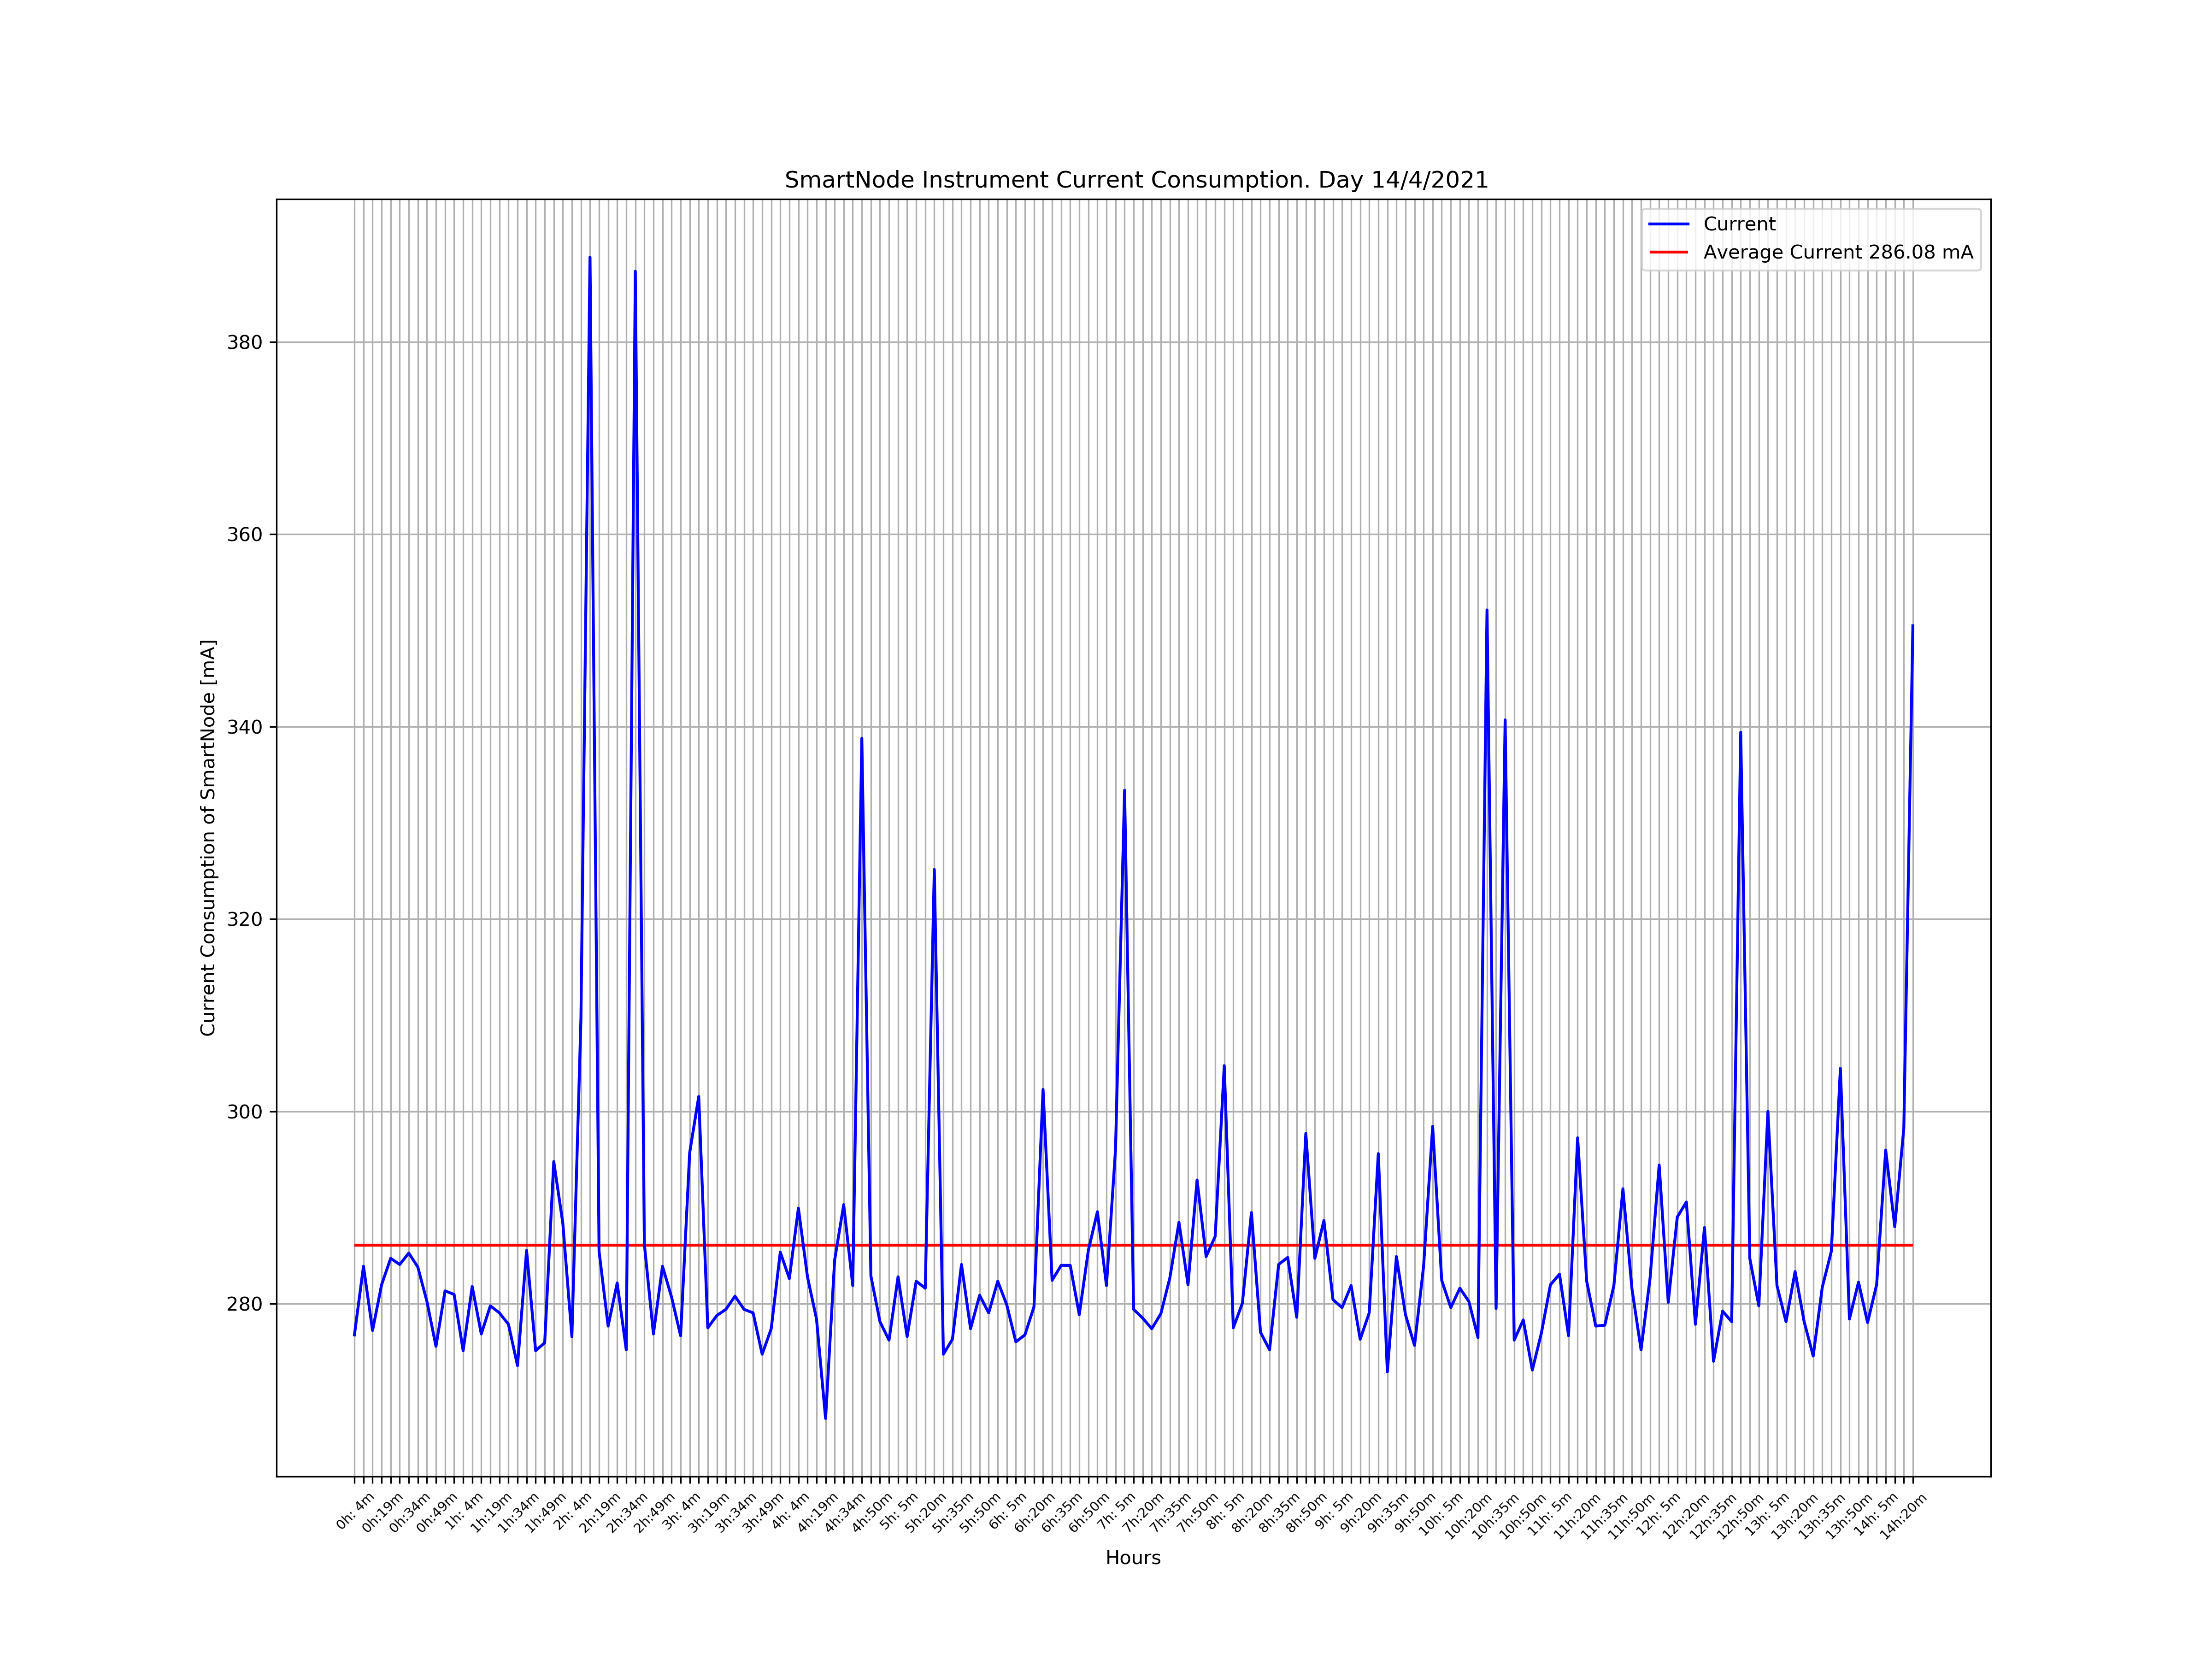 SmartNode Instrument Current Consumption. Day 14/4/2021
Current
Average Current 286.08 mA
Current Consumption of SmartNode [mA]
380
360
340
320
300
280
0h: 4m
0h:19m
0h:34m
0h:49m
1h: 4m
1h:19m
1h:34m
1h:49m
2h: 4m
2h:19m
2h:34m
2h:49m
3h: 4m
3h:19m
3h:34m
3h:49m
4h: 4m
4h:19m
4h:34m
4h:50m
5h: 5m
5h:20m
5h:35m
5h:50m
6h: 5m
6h:20m
6h:35m
6h:50m
7h: 5m
7h:20m
7h:35m
7h:50m
8h: 5m
8h:20m
8h:35m
8h:50m
9h: 5m
9h:20m
9h:35m
9h:50m
10h: 5m
10h:20m
10h:35m
10h:50m
11h: 5m
11h:20m
11h:35m
11h:50m
12h: 5m
12h:20m
12h:35m
12h:50m
13h: 5m
13h:20m
13h:35m
13h:50m
14h: 5m
14h:20m
Hours